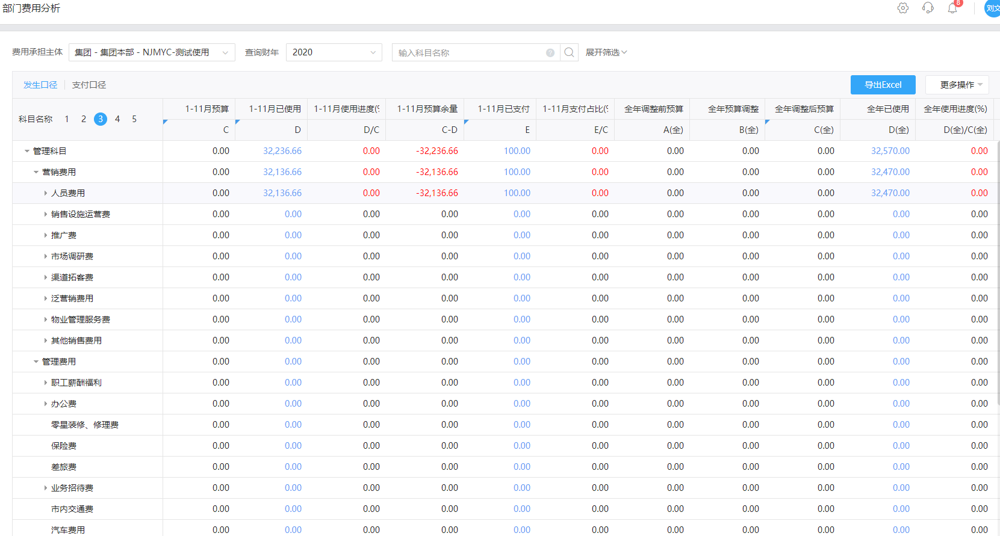 部门费用分析
8
刘文
费用承担主体 集团 - 集团本部 - NJMYC-测试使用 查询财年 2020 输入科目名称 ? 展开筛选
发生口径 支付口径 导出Excel 更多操作
科目名称 1 2 3 4 5
1-11月预算 1-11月已使用 1-11月使用进度(% 1-11月预算余量 1-11月已支付 1-11月支付占比(% 全年调整前预算 全年预算调整 全年调整后预算 全年已使用 全年使用进度(%)
C D D/C C-D E E/C A(全) B(全) C(全) D(全) D(全)/C(全)
管理科目 0.00 32,236.66 0.00 -32,236.66 100.00 0.00 0.00 0.00 0.00 32,570.00 0.00
营销费用 0.00 32,136.66 0.00 -32,136.66 100.00 0.00 0.00 0.00 0.00 32,470.00 0.00
人员费用 0.00 32,136.66 0.00 -32,136.66 100.00 0.00 0.00 0.00 0.00 32,470.00 0.00
销售设施运营费 0.00 0.00 0.00 0.00 0.00 0.00 0.00 0.00 0.00 0.00 0.00
推广费 0.00 0.00 0.00 0.00 0.00 0.00 0.00 0.00 0.00 0.00 0.00
市场调研费 0.00 0.00 0.00 0.00 0.00 0.00 0.00 0.00 0.00 0.00 0.00
渠道拓客费 0.00 0.00 0.00 0.00 0.00 0.00 0.00 0.00 0.00 0.00 0.00
泛营销费用 0.00 0.00 0.00 0.00 0.00 0.00 0.00 0.00 0.00 0.00 0.00
物业管理服务费 0.00 0.00 0.00 0.00 0.00 0.00 0.00 0.00 0.00 0.00 0.00
其他销售费用 0.00 0.00 0.00 0.00 0.00 0.00 0.00 0.00 0.00 0.00 0.00
管理费用 0.00 0.00 0.00 0.00 0.00 0.00 0.00 0.00 0.00 0.00 0.00
职工薪酬福利 0.00 0.00 0.00 0.00 0.00 0.00 0.00 0.00 0.00 0.00 0.00
办公费 0.00 0.00 0.00 0.00 0.00 0.00 0.00 0.00 0.00 0.00 0.00
零星装修、修理费 0.00 0.00 0.00 0.00 0.00 0.00 0.00 0.00 0.00 0.00 0.00
保险费 0.00 0.00 0.00 0.00 0.00 0.00 0.00 0.00 0.00 0.00 0.00
差旅费 0.00 0.00 0.00 0.00 0.00 0.00 0.00 0.00 0.00 0.00 0.00
业务招待费 0.00 0.00 0.00 0.00 0.00 0.00 0.00 0.00 0.00 0.00 0.00
市内交通费 0.00 0.00 0.00 0.00 0.00 0.00 0.00 0.00 0.00 0.00 0.00
汽车费用 0.00 0.00 0.00 0.00 0.00 0.00 0.00 0.00 0.00 0.00 0.00